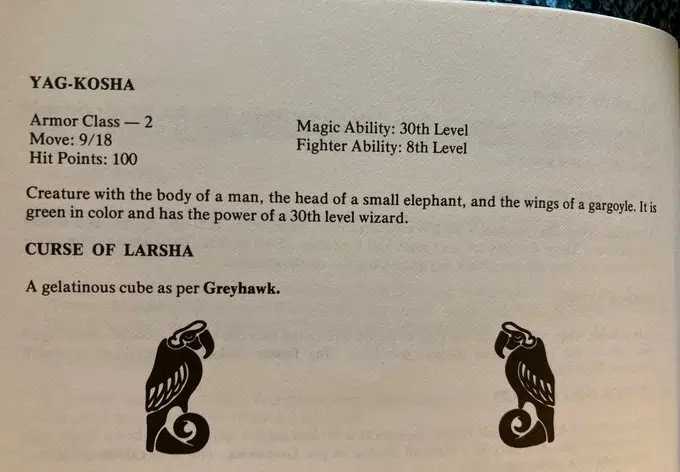 YAG-KOSHA
Armor Class — 2
Move: 9/18
Hit Points: 100
Magic Ability: 30th Level
Fighter Ability: 8th Level
Creature with the body of a man, the head of a small elephant, and the wings of a gargoyle. It is
green in color and has the power of a 30th level wizard.
CURSE OF LARSHA
A gelatinous cube as per Greyhawk.